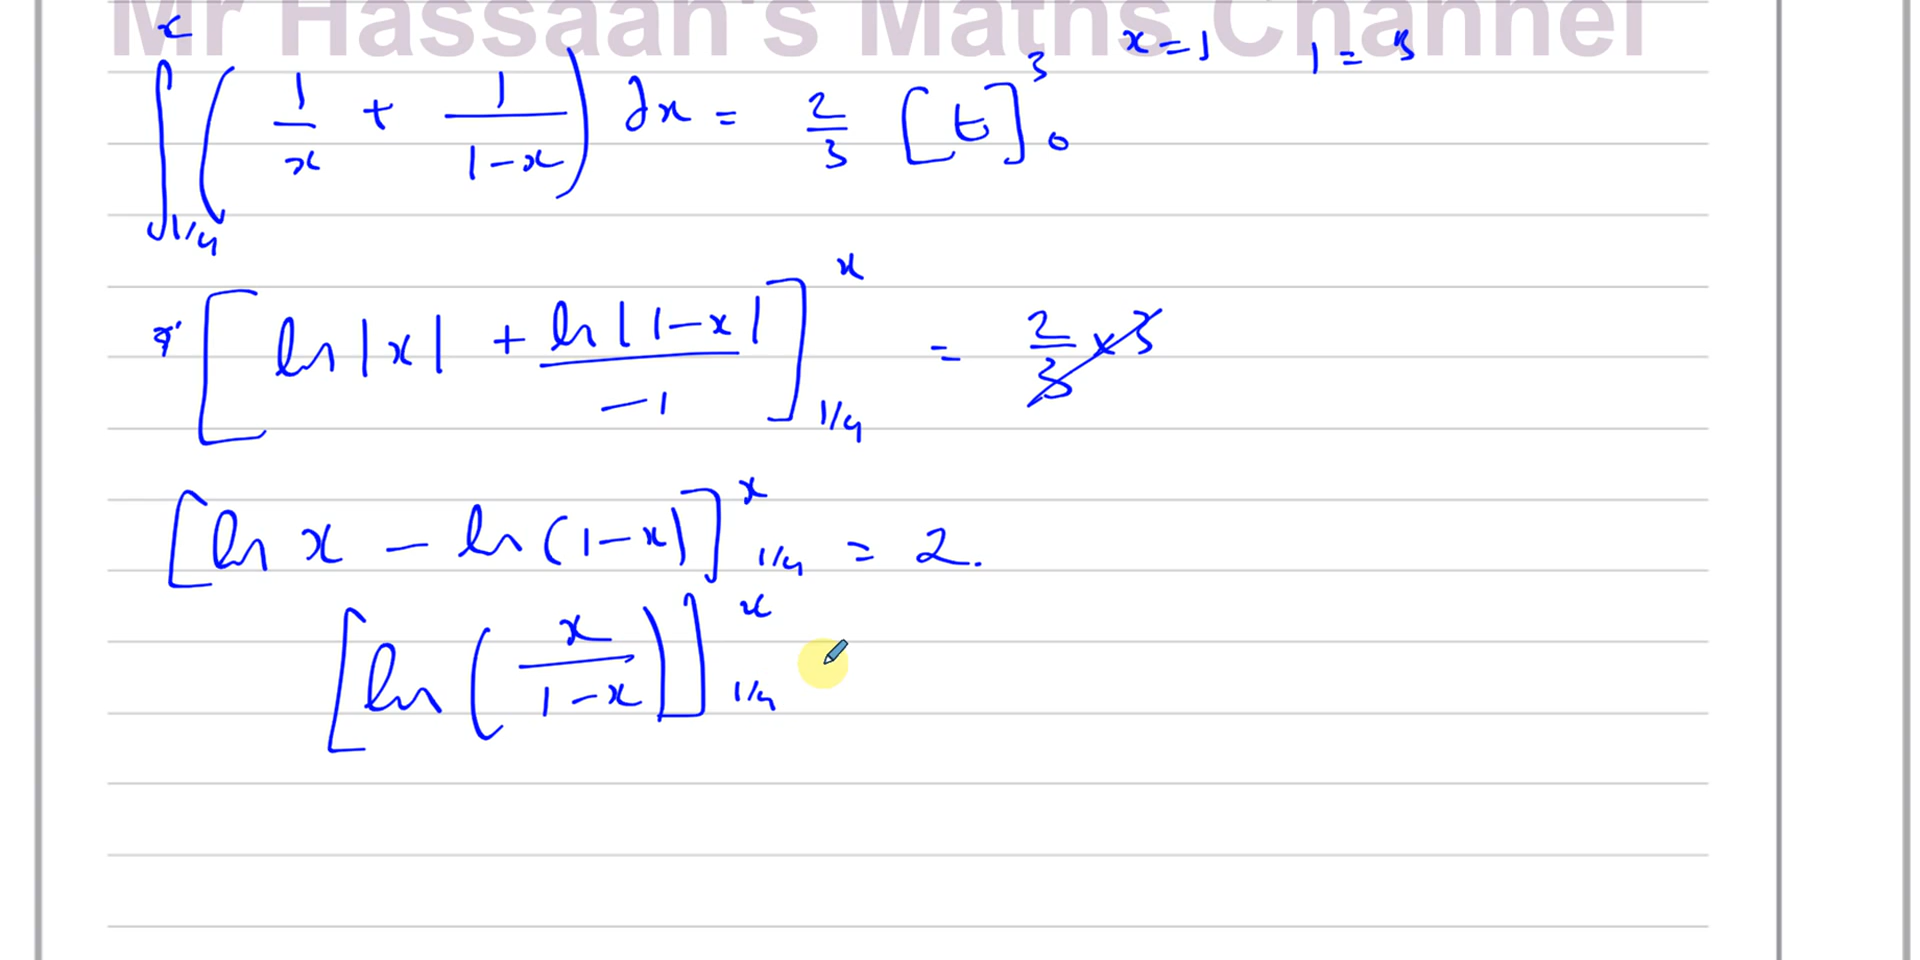 Mr Hassaan's Maths Channel
x = 1    1 = 3
∫_{1/4}^{x} ( 1/x + 1/(1-x) ) dx = 2/3 [t]_0^3
[ ln|x| + ln|1-x| / -1 ]_{1/4}^{x} = 2/3 × 3
[ln x - ln(1-x)]_{1/4}^{x} = 2.
[ln( x/(1-x) )]_{1/4}^{x}